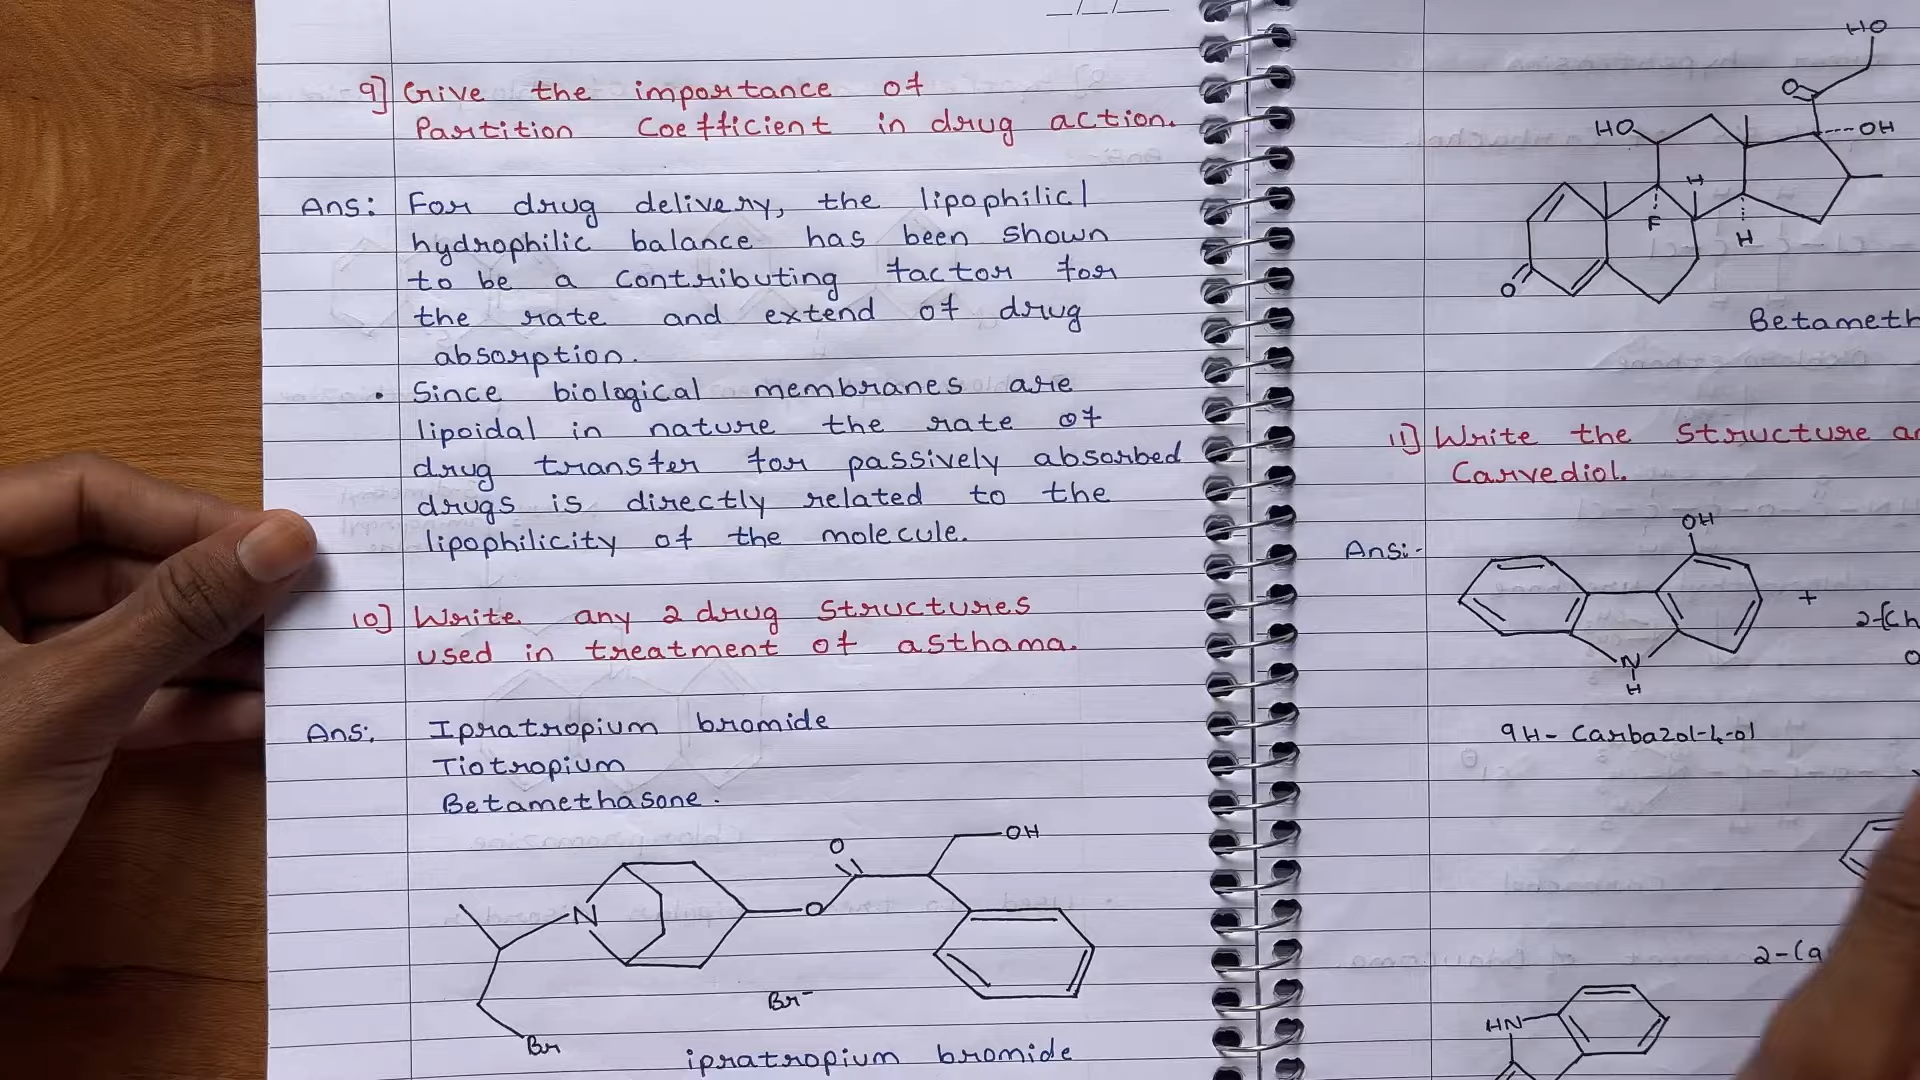 9] Give the importance of
Partition Coefficient in drug action.
Ans: For drug delivery, the lipophilic/
hydrophilic balance has been shown
to be a contributing factor for
the rate and extend of drug
absorption.
• Since biological membranes are
lipoidal in nature the rate of
drug transfer for passively absorbed
drugs is directly related to the
lipophilicity of the molecule.
10] Write any 2 drug structures
used in treatment of asthama.
Ans: Ipratropium bromide
Tiotropium
Betamethasone.
OH
O
N
O
Br⁻
Br
ipratropium bromide
HO
O
HO
OH
H
F
H
O
Betameth
11] Write the structure an
Carvediol.
Ans:-
OH
+
2-(ch
N
H
O
9H- Carbazol-4-ol
2-(a
HN